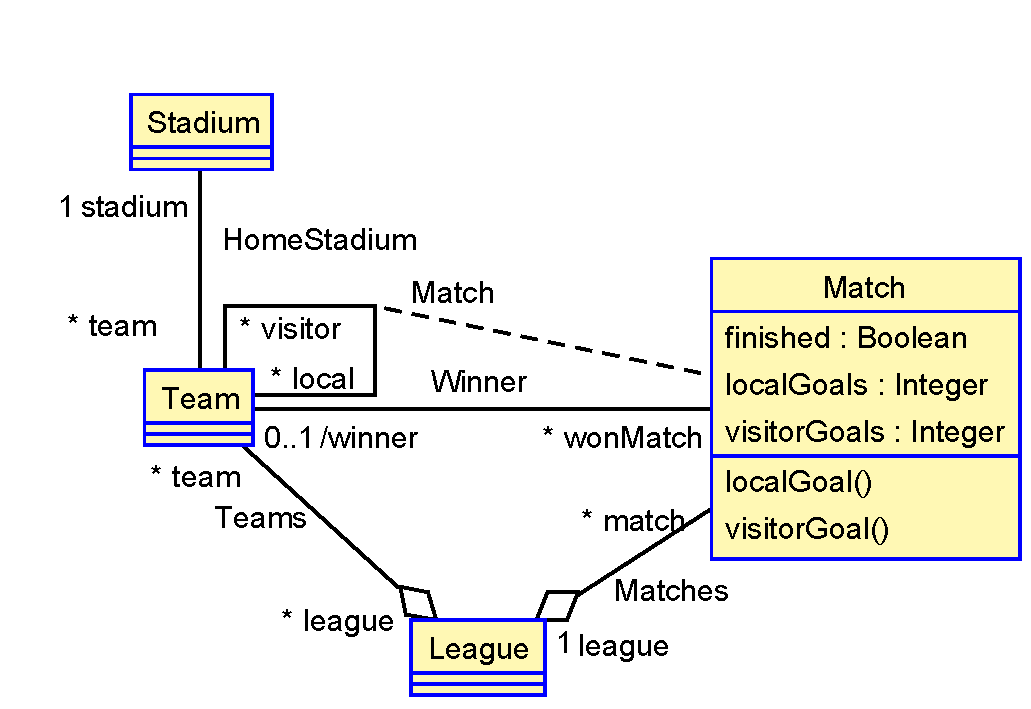 Stadium
1 stadium
HomeStadium
* team
Match
* visitor
* local
Team
Winner
0..1 /winner
* wonMatch
Match
finished : Boolean
localGoals : Integer
visitorGoals : Integer
localGoal()
visitorGoal()
* team
Teams
* match
Matches
* league
League
1 league